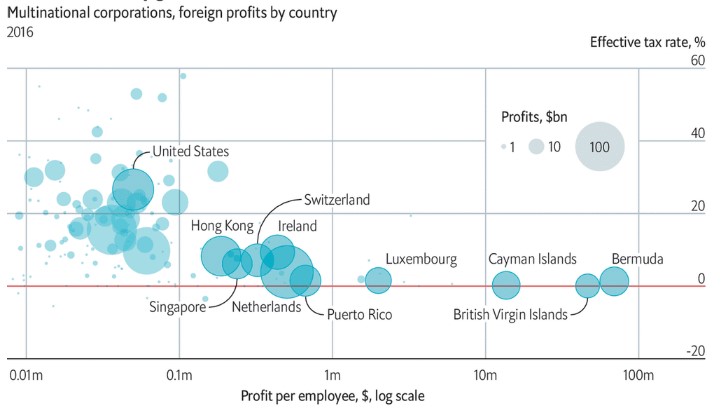 Multinational corporations, foreign profits by country
2016
Effective tax rate, %
60
Profits, $bn
1 10 100
40
United States
Switzerland
20
Hong Kong Ireland
Luxembourg Cayman Islands Bermuda
0
Singapore Netherlands Puerto Rico British Virgin Islands
-20
0.01m 0.1m 1m 10m 100m
Profit per employee, $, log scale